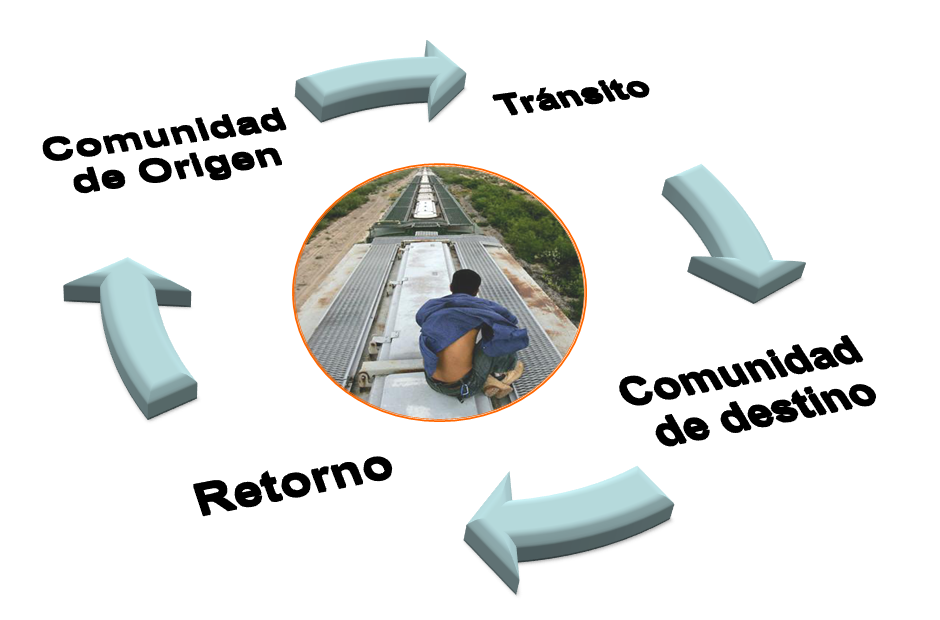 Comunidad
de Origen
Tránsito
Comunidad
de destino
Retorno